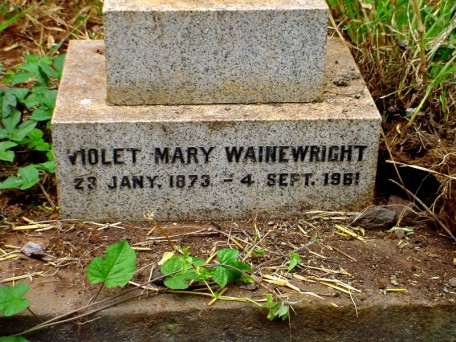 VIOLET MARY WAINEWRIGHT
23 JANY. 1873 - 4 SEPT. 1961